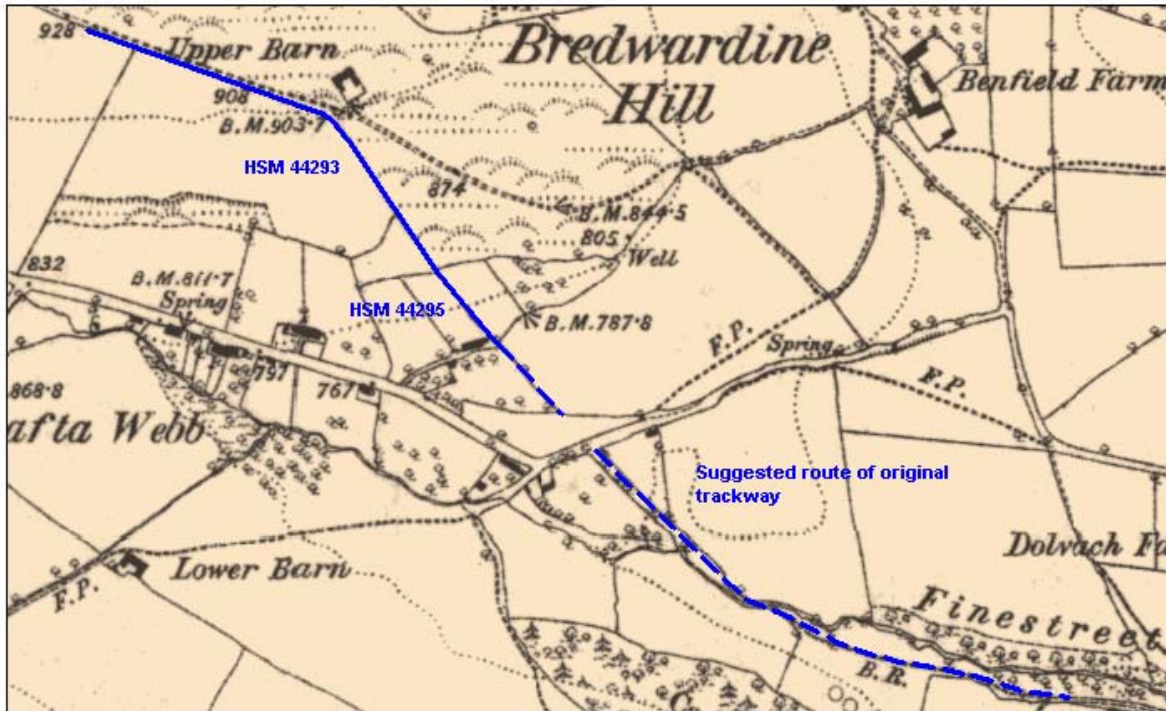 928
Upper Barn
Bredwardine
Hill
Benfield Farm
908
B.M.903·7
HSM 44293
874
B.M.844·5
805
Well
832
B.M.811·7
Spring
HSM 44295
B.M.787·8
F.P.
Spring
797
767
868·8
F.P.
afta Webb
Suggested route of original
trackway
Dolvach Fa
Lower Barn
F.P.
Finestreet
B.R.